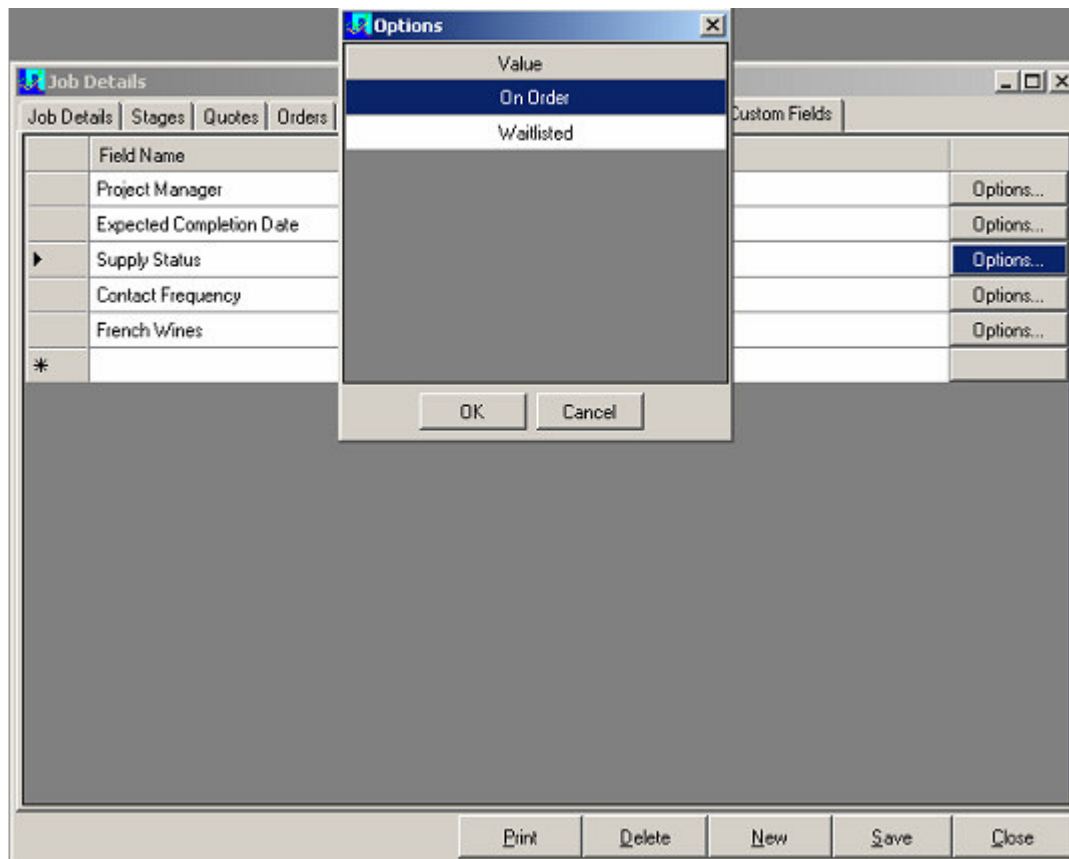 Options
Value
On Order
Waitlisted
OK Cancel
Job Details
Job Details Stages Quotes Orders Custom Fields
Field Name
Project Manager Options...
Expected Completion Date Options...
Supply Status Options...
Contact Frequency Options...
French Wines Options...
Print Delete New Save Close